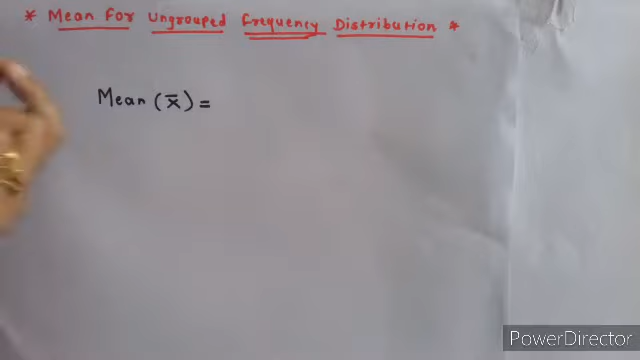 * Mean for Ungrouped Frequency Distribution *
Mean (x̄) =
PowerDirector